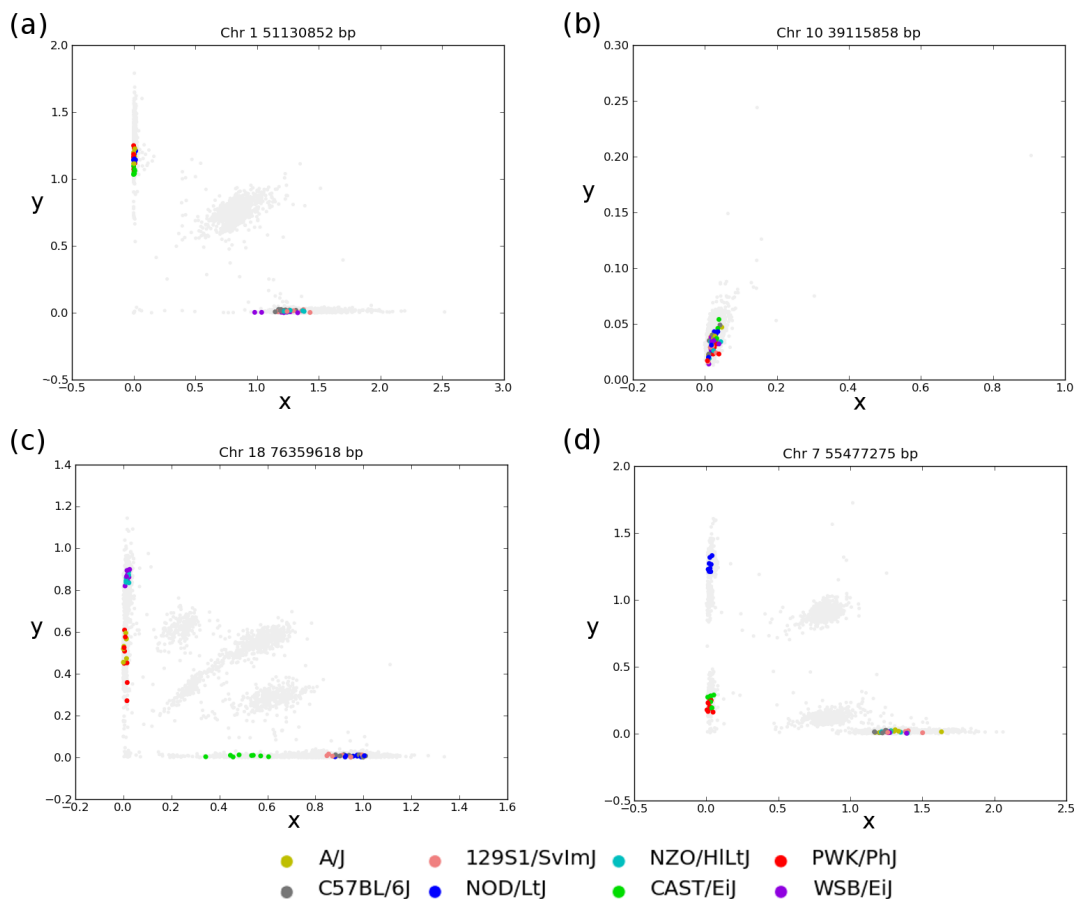 (a)
Chr 1 51130852 bp
2.0
1.5
1.0
0.5
0.0
−0.5
y
−0.5 0.0 0.5 1.0 1.5 2.0 2.5 3.0
x
(b)
Chr 10 39115858 bp
0.30
0.25
0.20
0.15
0.10
0.05
0.00
y
−0.2 0.0 0.2 0.4 0.6 0.8 1.0
x
(c)
Chr 18 76359618 bp
1.4
1.2
1.0
0.8
0.6
0.4
0.2
0.0
−0.2
y
−0.2 0.0 0.2 0.4 0.6 0.8 1.0 1.2 1.4 1.6
x
(d)
Chr 7 55477275 bp
2.0
1.5
1.0
0.5
0.0
−0.5
y
−0.5 0.0 0.5 1.0 1.5 2.0 2.5
x
A/J 129S1/SvImJ NZO/HlLtJ PWK/PhJ
C57BL/6J NOD/LtJ CAST/EiJ WSB/EiJ